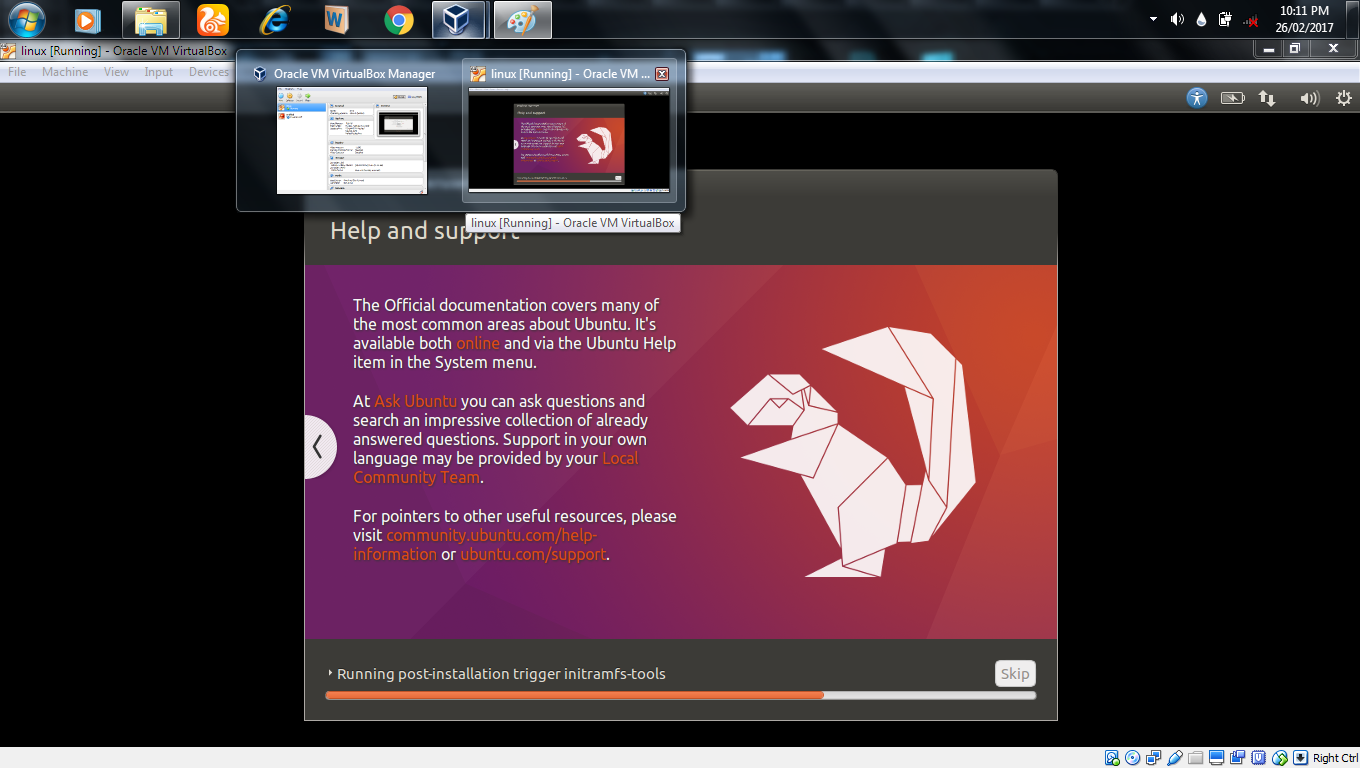 10:11 PM
26/02/2017
linux [Running] - Oracle VM VirtualBox
File Machine View Input Devices
Oracle VM VirtualBox Manager
linux [Running] - Oracle VM ...
linux [Running] - Oracle VM VirtualBox
Help and support
The Official documentation covers many of
the most common areas about Ubuntu. It's
available both online and via the Ubuntu Help
item in the System menu.
At Ask Ubuntu you can ask questions and
search an impressive collection of already
answered questions. Support in your own
language may be provided by your Local
Community Team.
For pointers to other useful resources, please
visit community.ubuntu.com/help-
information or ubuntu.com/support.
Running post-installation trigger initramfs-tools
Skip
Right Ctrl